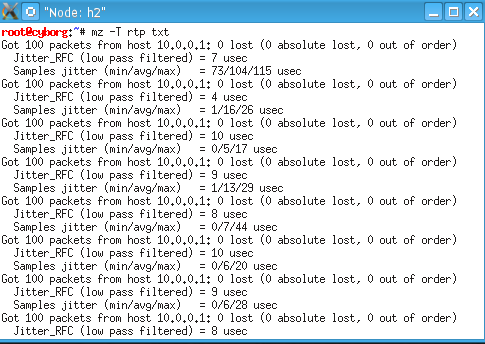 "Node: h2"
root@cyborg:~# mz -T rtp txt
Got 100 packets from host 10.0.0.1: 0 lost (0 absolute lost, 0 out of order)
  Jitter_RFC (low pass filtered) = 7 usec
  Samples jitter (min/avg/max)   = 73/104/115 usec
Got 100 packets from host 10.0.0.1: 0 lost (0 absolute lost, 0 out of order)
  Jitter_RFC (low pass filtered) = 4 usec
  Samples jitter (min/avg/max)   = 1/16/26 usec
Got 100 packets from host 10.0.0.1: 0 lost (0 absolute lost, 0 out of order)
  Jitter_RFC (low pass filtered) = 10 usec
  Samples jitter (min/avg/max)   = 0/5/17 usec
Got 100 packets from host 10.0.0.1: 0 lost (0 absolute lost, 0 out of order)
  Jitter_RFC (low pass filtered) = 9 usec
  Samples jitter (min/avg/max)   = 1/13/29 usec
Got 100 packets from host 10.0.0.1: 0 lost (0 absolute lost, 0 out of order)
  Jitter_RFC (low pass filtered) = 8 usec
  Samples jitter (min/avg/max)   = 0/7/44 usec
Got 100 packets from host 10.0.0.1: 0 lost (0 absolute lost, 0 out of order)
  Jitter_RFC (low pass filtered) = 10 usec
  Samples jitter (min/avg/max)   = 0/6/20 usec
Got 100 packets from host 10.0.0.1: 0 lost (0 absolute lost, 0 out of order)
  Jitter_RFC (low pass filtered) = 9 usec
  Samples jitter (min/avg/max)   = 0/6/28 usec
Got 100 packets from host 10.0.0.1: 0 lost (0 absolute lost, 0 out of order)
  Jitter_RFC (low pass filtered) = 8 usec